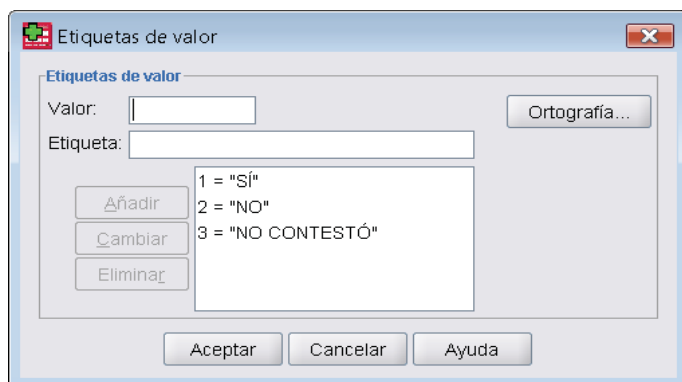 Etiquetas de valor
Etiquetas de valor
Valor:
Ortografía...
Etiqueta:
Añadir
Cambiar
Eliminar
1 = "SÍ"
2 = "NO"
3 = "NO CONTESTÓ"
Aceptar
Cancelar
Ayuda